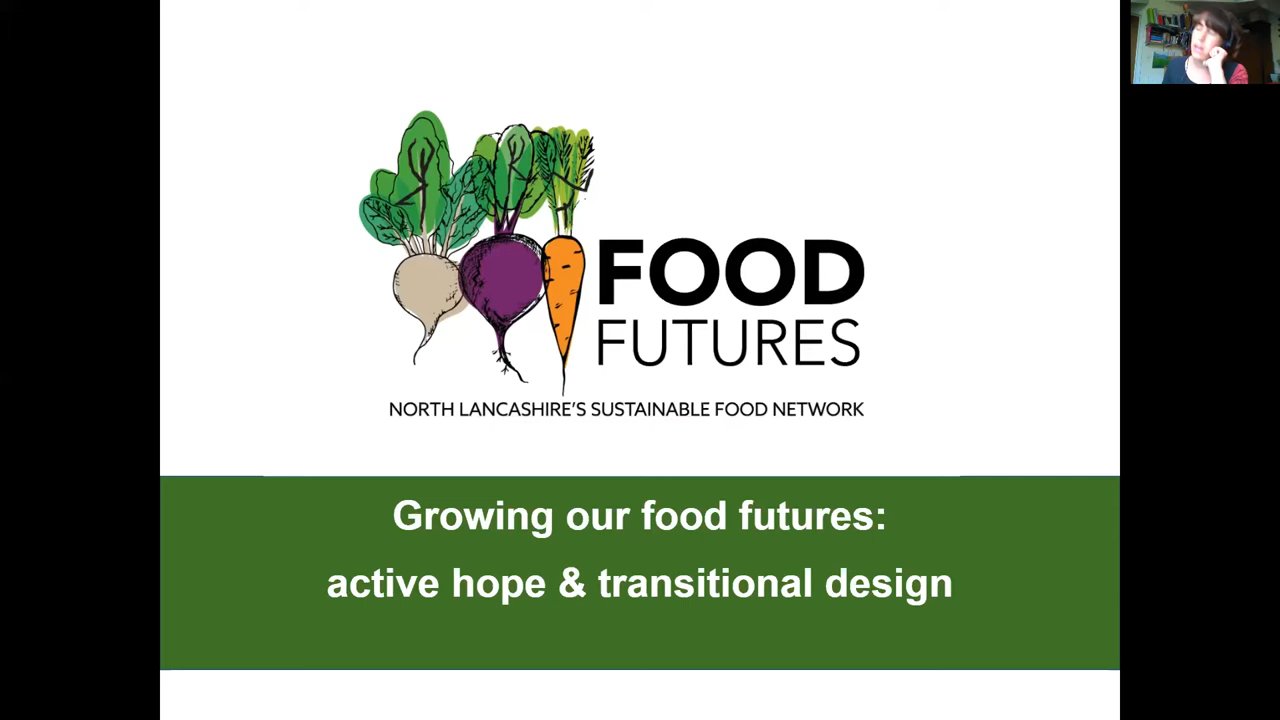 FOOD
FUTURES
NORTH LANCASHIRE'S SUSTAINABLE FOOD NETWORK
Growing our food futures:
active hope & transitional design